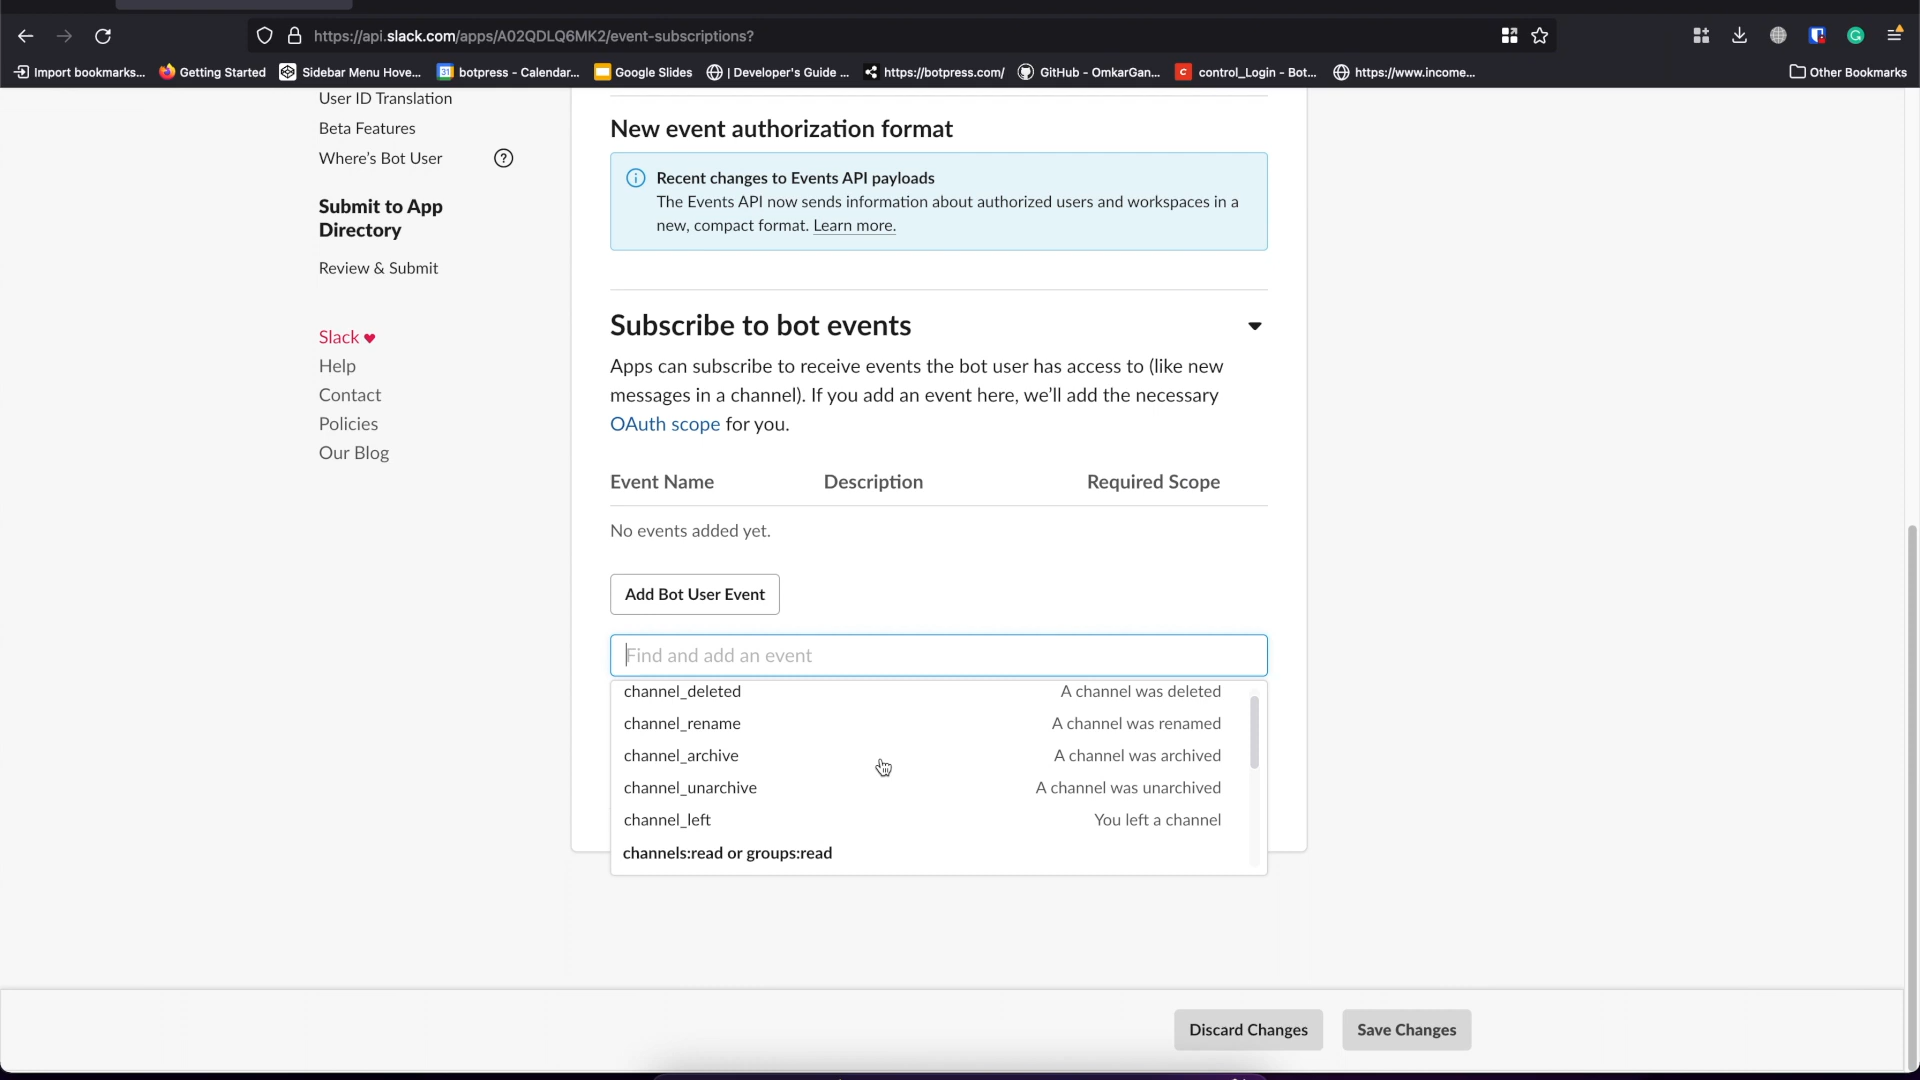 https://api.slack.com/apps/A02QDLQ6MK2/event-subscriptions?
Import bookmarks...
Getting Started
Sidebar Menu Hove...
31
botpress - Calendar...
Google Slides
| Developer's Guide ...
https://botpress.com/
GitHub - OmkarGan...
C
control_Login - Bot...
https://www.income...
Other Bookmarks
User ID Translation
Beta Features
Where's Bot User
?
Submit to App
Directory
Review & Submit
Slack
Help
Contact
Policies
Our Blog
New event authorization format
Recent changes to Events API payloads
The Events API now sends information about authorized users and workspaces in a
new, compact format. Learn more.
Subscribe to bot events
Apps can subscribe to receive events the bot user has access to (like new
messages in a channel). If you add an event here, we'll add the necessary
OAuth scope for you.
Event Name Description Required Scope
No events added yet.
Add Bot User Event
Find and add an event
channel_deleted A channel was deleted
channel_rename A channel was renamed
channel_archive A channel was archived
channel_unarchive A channel was unarchived
channel_left You left a channel
channels:read or groups:read
Discard Changes
Save Changes